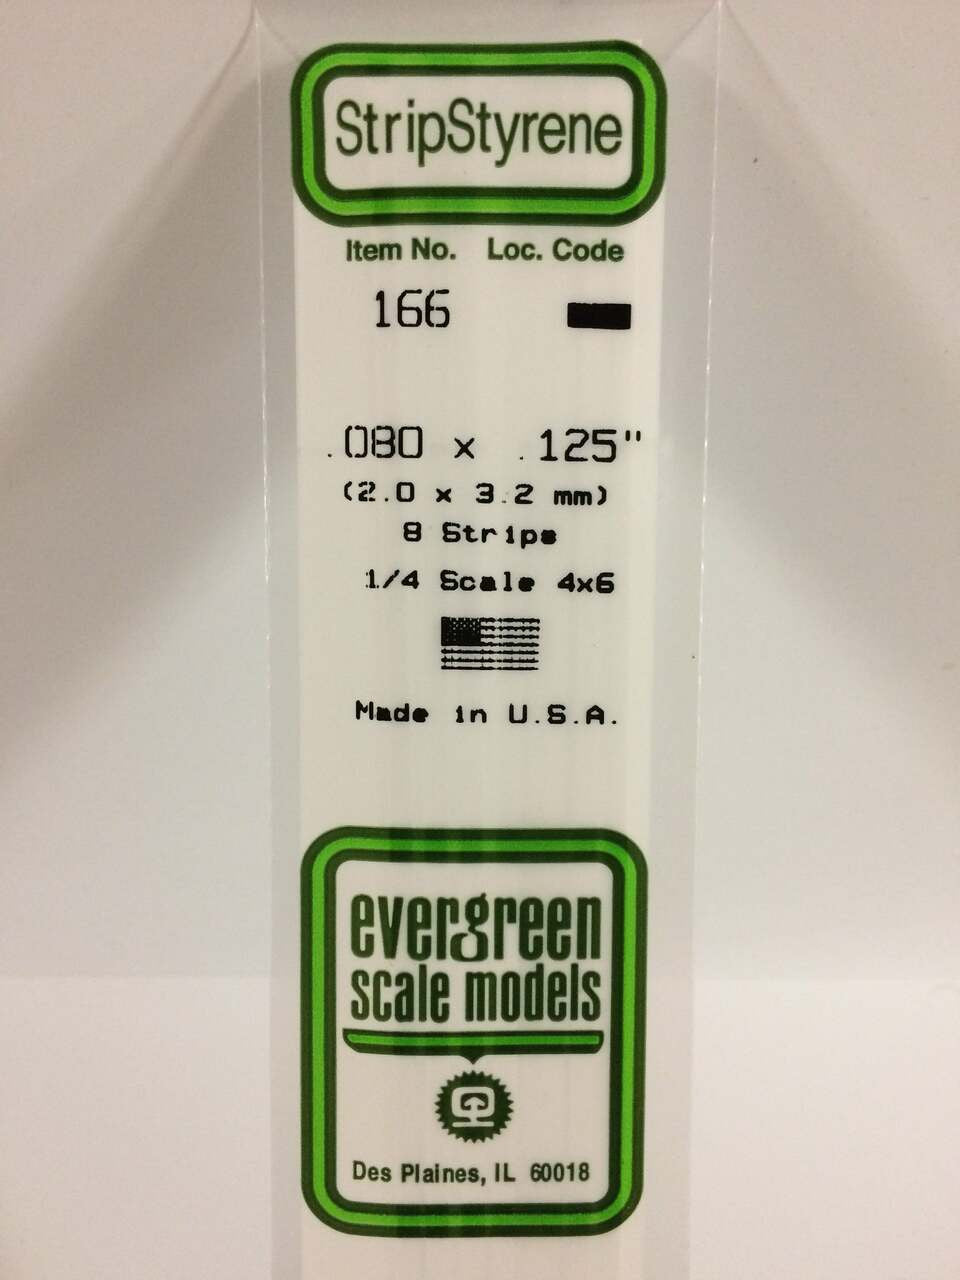 StripStyrene
Item No. Loc. Code
166
.080 x .125"
(2.0 x 3.2 mm)
8 Strips
1/4 Scale 4x6
Made in U.S.A.
evergreen
scale models
Des Plaines, IL 60018